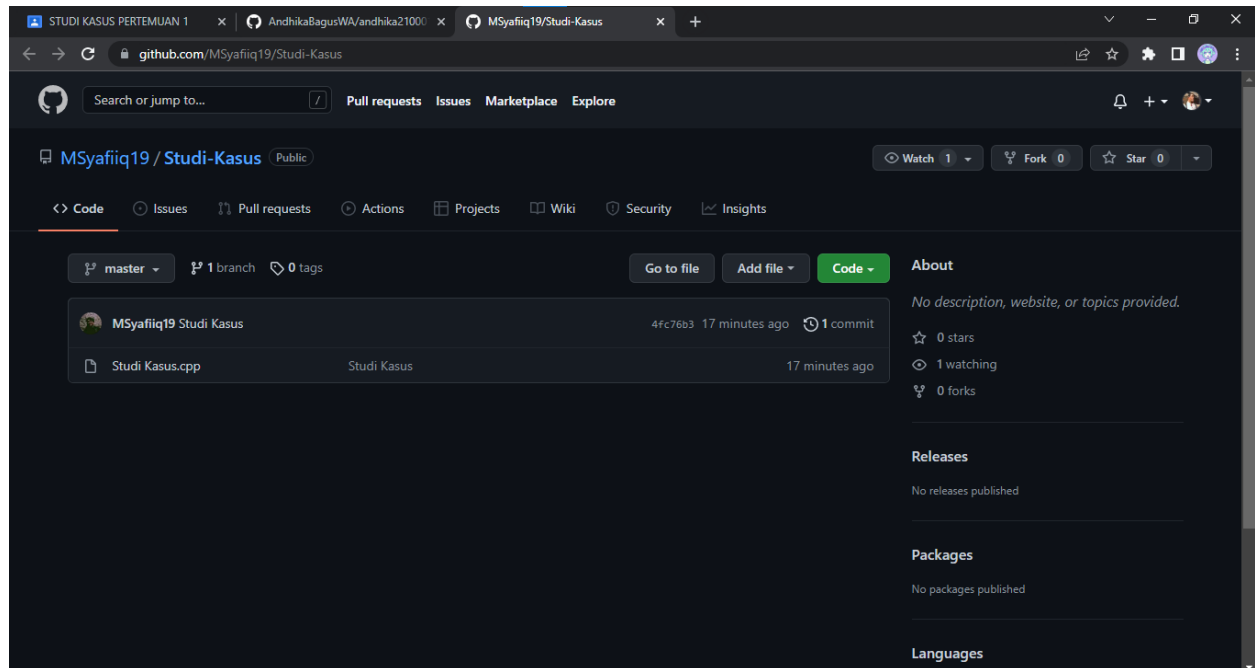 STUDI KASUS PERTEMUAN 1 AndhikaBagusWA/andhika21000 MSyafiiq19/Studi-Kasus
github.com/MSyafiiq19/Studi-Kasus
Search or jump to... / Pull requests Issues Marketplace Explore
MSyafiiq19 / Studi-Kasus Public Watch 1 Fork 0 Star 0
<> Code Issues Pull requests Actions Projects Wiki Security Insights
master 1 branch 0 tags Go to file Add file Code About
No description, website, or topics provided.
MSyafiiq19 Studi Kasus 4fc76b3 17 minutes ago 1 commit
0 stars
Studi Kasus.cpp Studi Kasus 17 minutes ago 1 watching
0 forks
Releases
No releases published
Packages
No packages published
Languages